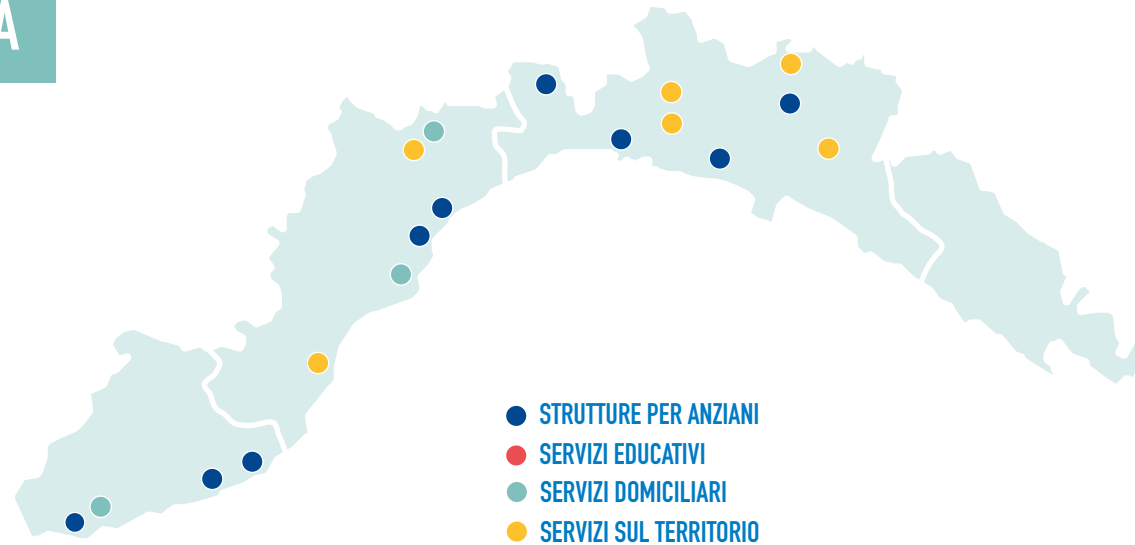 A
STRUTTURE PER ANZIANI
SERVIZI EDUCATIVI
SERVIZI DOMICILIARI
SERVIZI SUL TERRITORIO